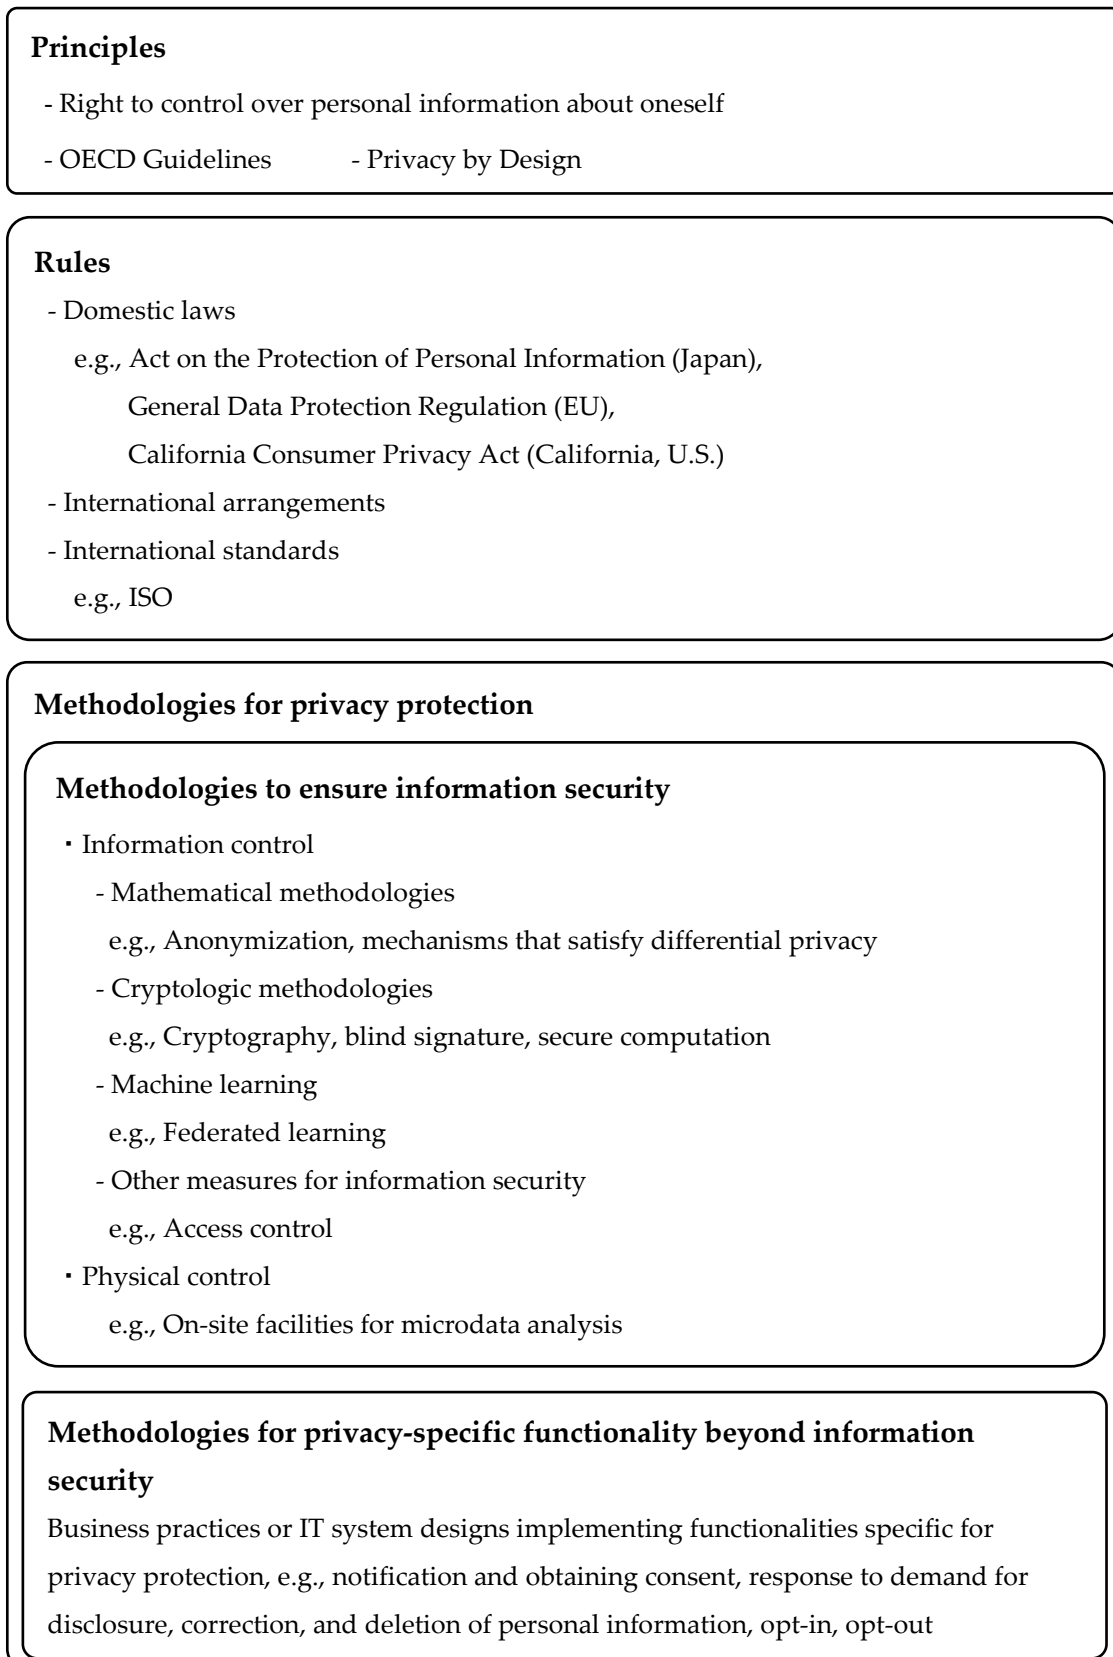 Principles
- Right to control over personal information about oneself
- OECD Guidelines - Privacy by Design
Rules
- Domestic laws
e.g., Act on the Protection of Personal Information (Japan),
General Data Protection Regulation (EU),
California Consumer Privacy Act (California, U.S.)
- International arrangements
- International standards
e.g., ISO
Methodologies for privacy protection
Methodologies to ensure information security
・Information control
- Mathematical methodologies
e.g., Anonymization, mechanisms that satisfy differential privacy
- Cryptologic methodologies
e.g., Cryptography, blind signature, secure computation
- Machine learning
e.g., Federated learning
- Other measures for information security
e.g., Access control
・Physical control
e.g., On-site facilities for microdata analysis
Methodologies for privacy-specific functionality beyond information
security
Business practices or IT system designs implementing functionalities specific for
privacy protection, e.g., notification and obtaining consent, response to demand for
disclosure, correction, and deletion of personal information, opt-in, opt-out